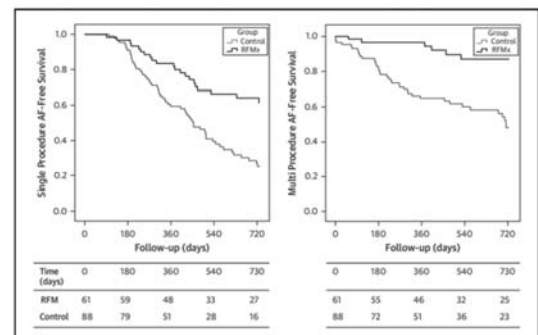 Group
Control
RFMx
Single Procedure AF-Free Survival
1.0
0.8
0.6
0.4
0.2
0.0
0 180 360 540 720
Follow-up (days)
Group
Control
RFMx
Multi Procedure AF-Free Survival
1.0
0.8
0.6
0.4
0.2
0.0
0 180 360 540 720
Follow-up (days)
Time (days) 0 180 360 540 730
RFM 61 59 48 33 27
Control 88 79 51 28 16
0 180 360 540 730
61 55 46 32 25
88 72 51 36 23